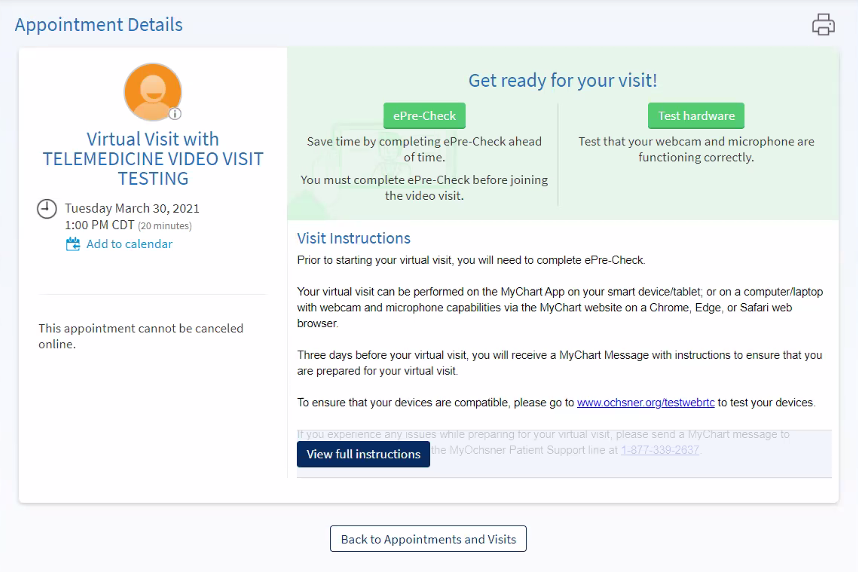 Appointment Details
Virtual Visit with
TELEMEDICINE VIDEO VISIT
TESTING
Tuesday March 30, 2021
1:00 PM CDT (20 minutes)
Add to calendar
This appointment cannot be canceled
online.
Get ready for your visit!
ePre-Check
Save time by completing ePre-Check ahead
of time.
You must complete ePre-Check before joining
the video visit.
Test hardware
Test that your webcam and microphone are
functioning correctly.
Visit Instructions
Prior to starting your virtual visit, you will need to complete ePre-Check.
Your virtual visit can be performed on the MyChart App on your smart device/tablet; or on a computer/laptop
with webcam and microphone capabilities via the MyChart website on a Chrome, Edge, or Safari web
browser.
Three days before your virtual visit, you will receive a MyChart Message with instructions to ensure that you
are prepared for your virtual visit.
To ensure that your devices are compatible, please go to www.ochsner.org/testwebrtc to test your devices.
If you experience any issues while preparing for your virtual visit, please send a MyChart message to
the MyOchsner Patient Support line at 1-877-339-2637.
View full instructions
Back to Appointments and Visits